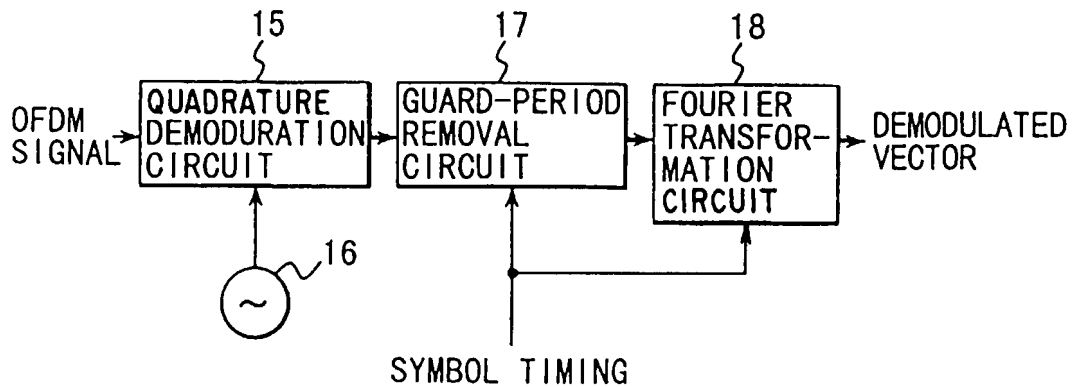 15
17
18
OFDM
SIGNAL
QUADRATURE
DEMODURATION
CIRCUIT
GUARD-PERIOD
REMOVAL
CIRCUIT
FOURIER
TRANSFOR-
MATION
CIRCUIT
DEMODULATED
VECTOR
16
~
SYMBOL TIMING